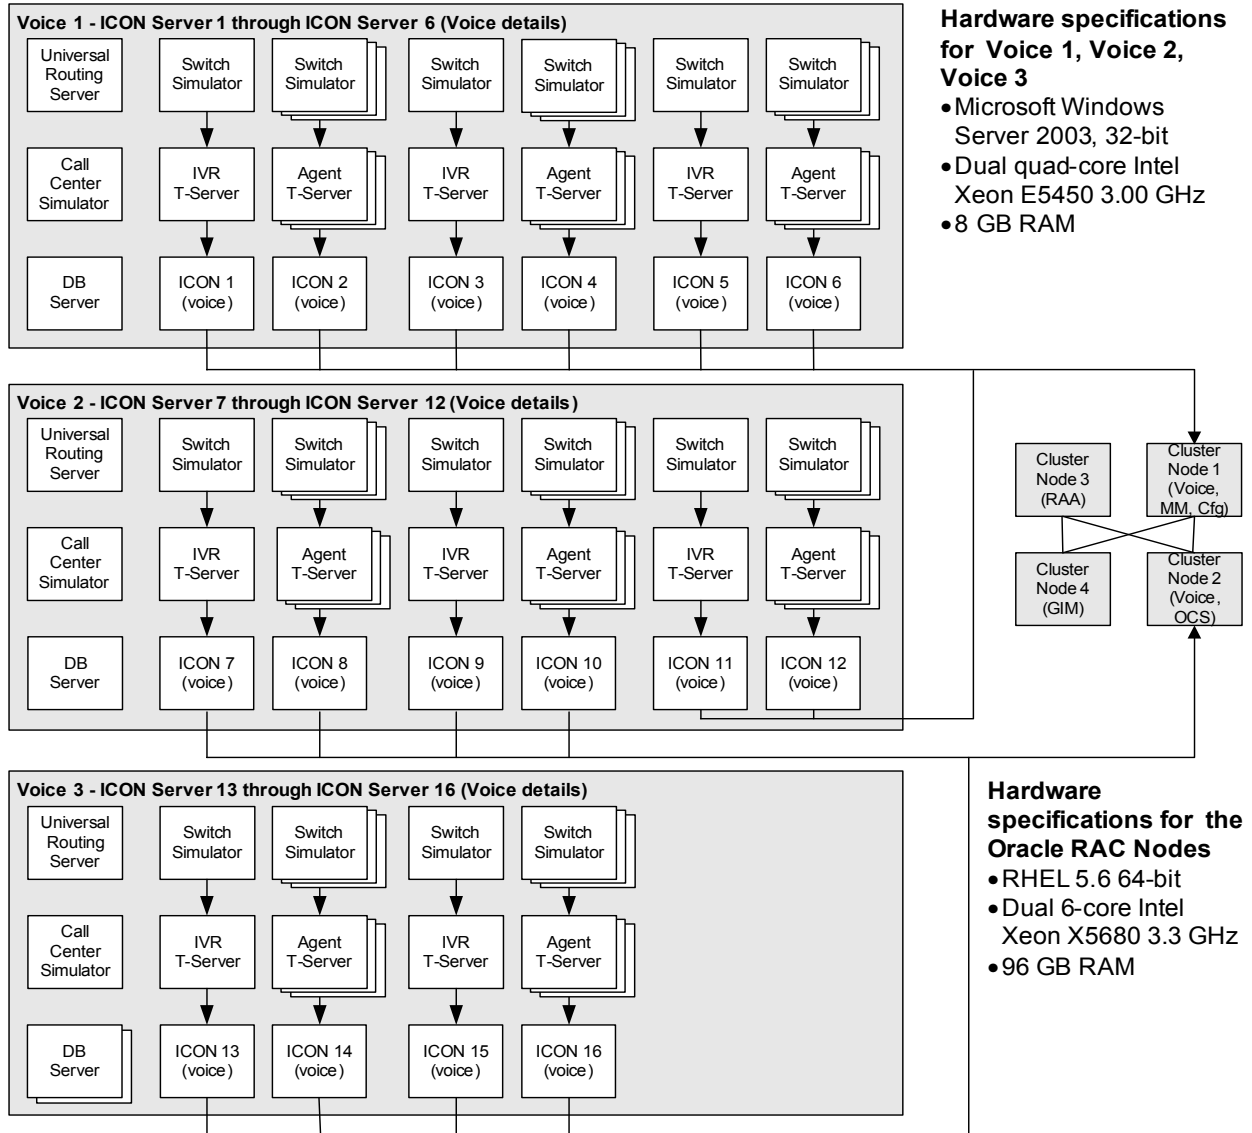 Voice 1 - ICON Server 1 through ICON Server 6 (Voice details)
Universal
Routing
Server
Switch
Simulator
Switch
Simulator
Switch
Simulator
Switch
Simulator
Switch
Simulator
Switch
Simulator
Call
Center
Simulator
IVR
T-Server
Agent
T-Server
IVR
T-Server
Agent
T-Server
IVR
T-Server
Agent
T-Server
DB
Server
ICON 1
(voice)
ICON 2
(voice)
ICON 3
(voice)
ICON 4
(voice)
ICON 5
(voice)
ICON 6
(voice)
Hardware specifications
for Voice 1, Voice 2,
Voice 3
•Microsoft Windows
Server 2003, 32-bit
•Dual quad-core Intel
Xeon E5450 3.00 GHz
•8 GB RAM
Voice 2 - ICON Server 7 through ICON Server 12 (Voice details)
Universal
Routing
Server
Switch
Simulator
Switch
Simulator
Switch
Simulator
Switch
Simulator
Switch
Simulator
Switch
Simulator
Call
Center
Simulator
IVR
T-Server
Agent
T-Server
IVR
T-Server
Agent
T-Server
IVR
T-Server
Agent
T-Server
DB
Server
ICON 7
(voice)
ICON 8
(voice)
ICON 9
(voice)
ICON 10
(voice)
ICON 11
(voice)
ICON 12
(voice)
Cluster
Node 3
(RAA)
Cluster
Node 1
(Voice,
MM, Cfg)
Cluster
Node 4
(GIM)
Cluster
Node 2
(Voice,
OCS)
Voice 3 - ICON Server 13 through ICON Server 16 (Voice details)
Universal
Routing
Server
Switch
Simulator
Switch
Simulator
Switch
Simulator
Switch
Simulator
Call
Center
Simulator
IVR
T-Server
Agent
T-Server
IVR
T-Server
Agent
T-Server
DB
Server
ICON 13
(voice)
ICON 14
(voice)
ICON 15
(voice)
ICON 16
(voice)
Hardware
specifications for the
Oracle RAC Nodes
•RHEL 5.6 64-bit
•Dual 6-core Intel
Xeon X5680 3.3 GHz
•96 GB RAM